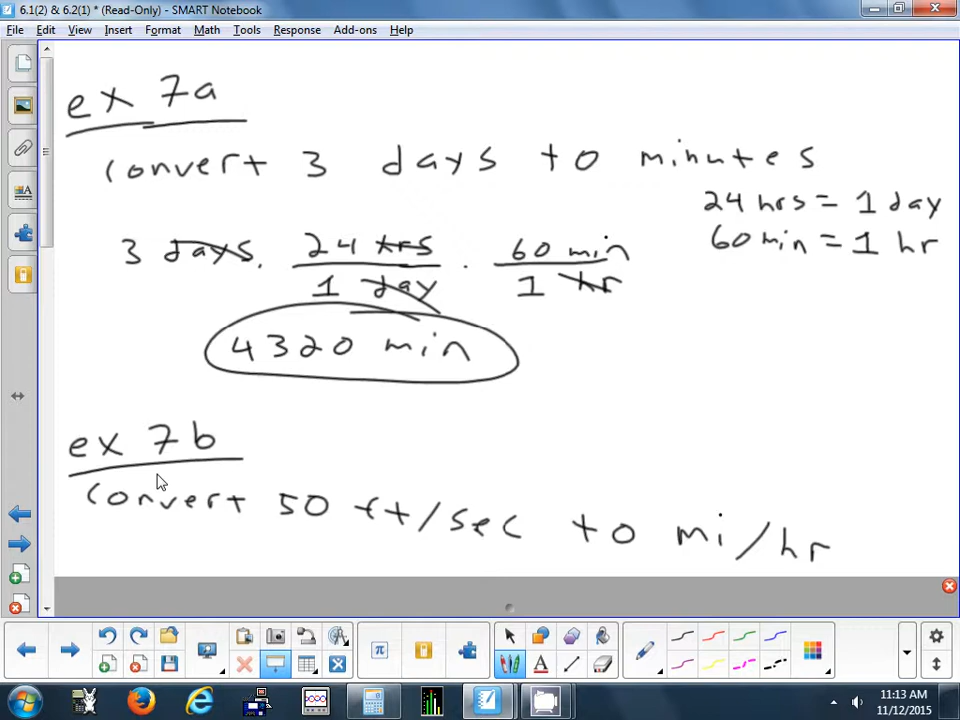 6.1(2) & 6.2(1) * (Read-Only) - SMART Notebook
File Edit View Insert Format Math Tools Response Add-ons Help
ex 7a
convert 3 days to minutes
24 hrs = 1 day
60 min = 1 hr
3 days . 24 hrs . 60 min
1 day 1 hr
4320 min
ex 7b
convert 50 ft/sec to mi/hr
11:13 AM
11/12/2015